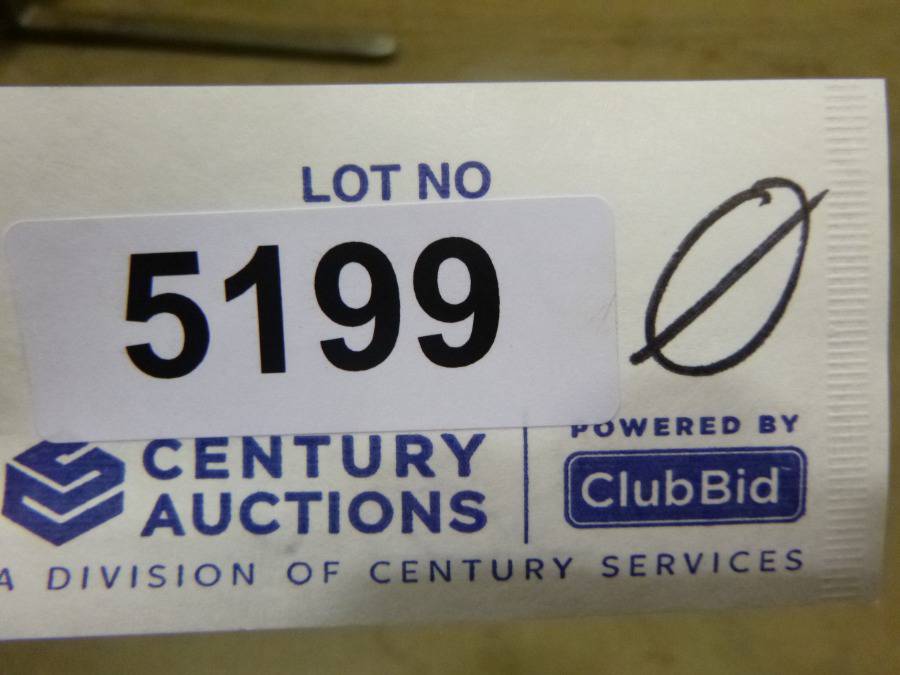 LOT NO
5199
Ø
CENTURY
AUCTIONS
POWERED BY
ClubBid
A DIVISION OF CENTURY SERVICES